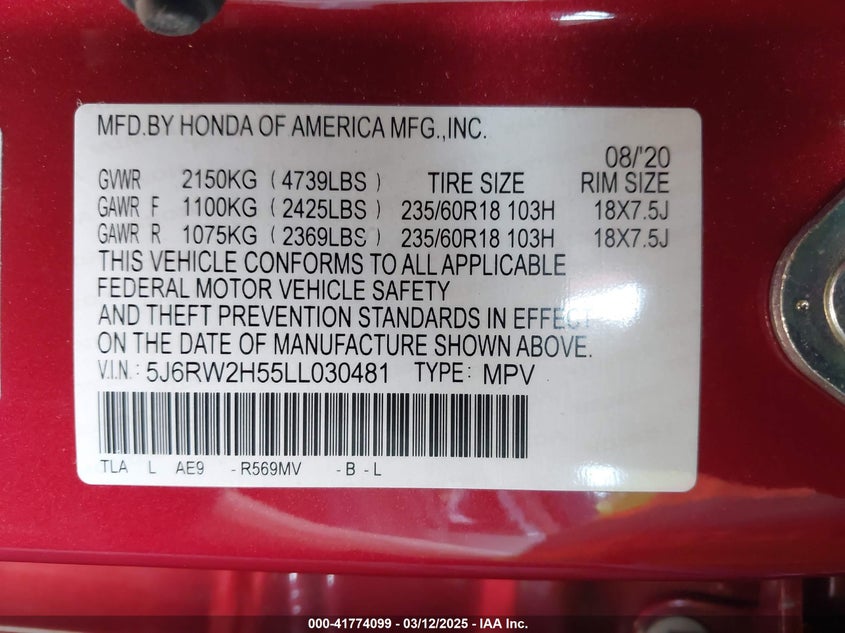 MFD.BY HONDA OF AMERICA MFG.,INC.
08/'20
GVWR 2150KG ( 4739LBS ) TIRE SIZE RIM SIZE
GAWR F 1100KG ( 2425LBS ) 235/60R18 103H 18X7.5J
GAWR R 1075KG ( 2369LBS ) 235/60R18 103H 18X7.5J
THIS VEHICLE CONFORMS TO ALL APPLICABLE
FEDERAL MOTOR VEHICLE SAFETY
AND THEFT PREVENTION STANDARDS IN EFFECT
ON THE DATE OF MANUFACTURE SHOWN ABOVE.
V.I.N.: 5J6RW2H55LL030481 TYPE: MPV
TLA L AE9 -R569MV -B -L
000-41774099 — 03/12/2025 — IAA Inc.